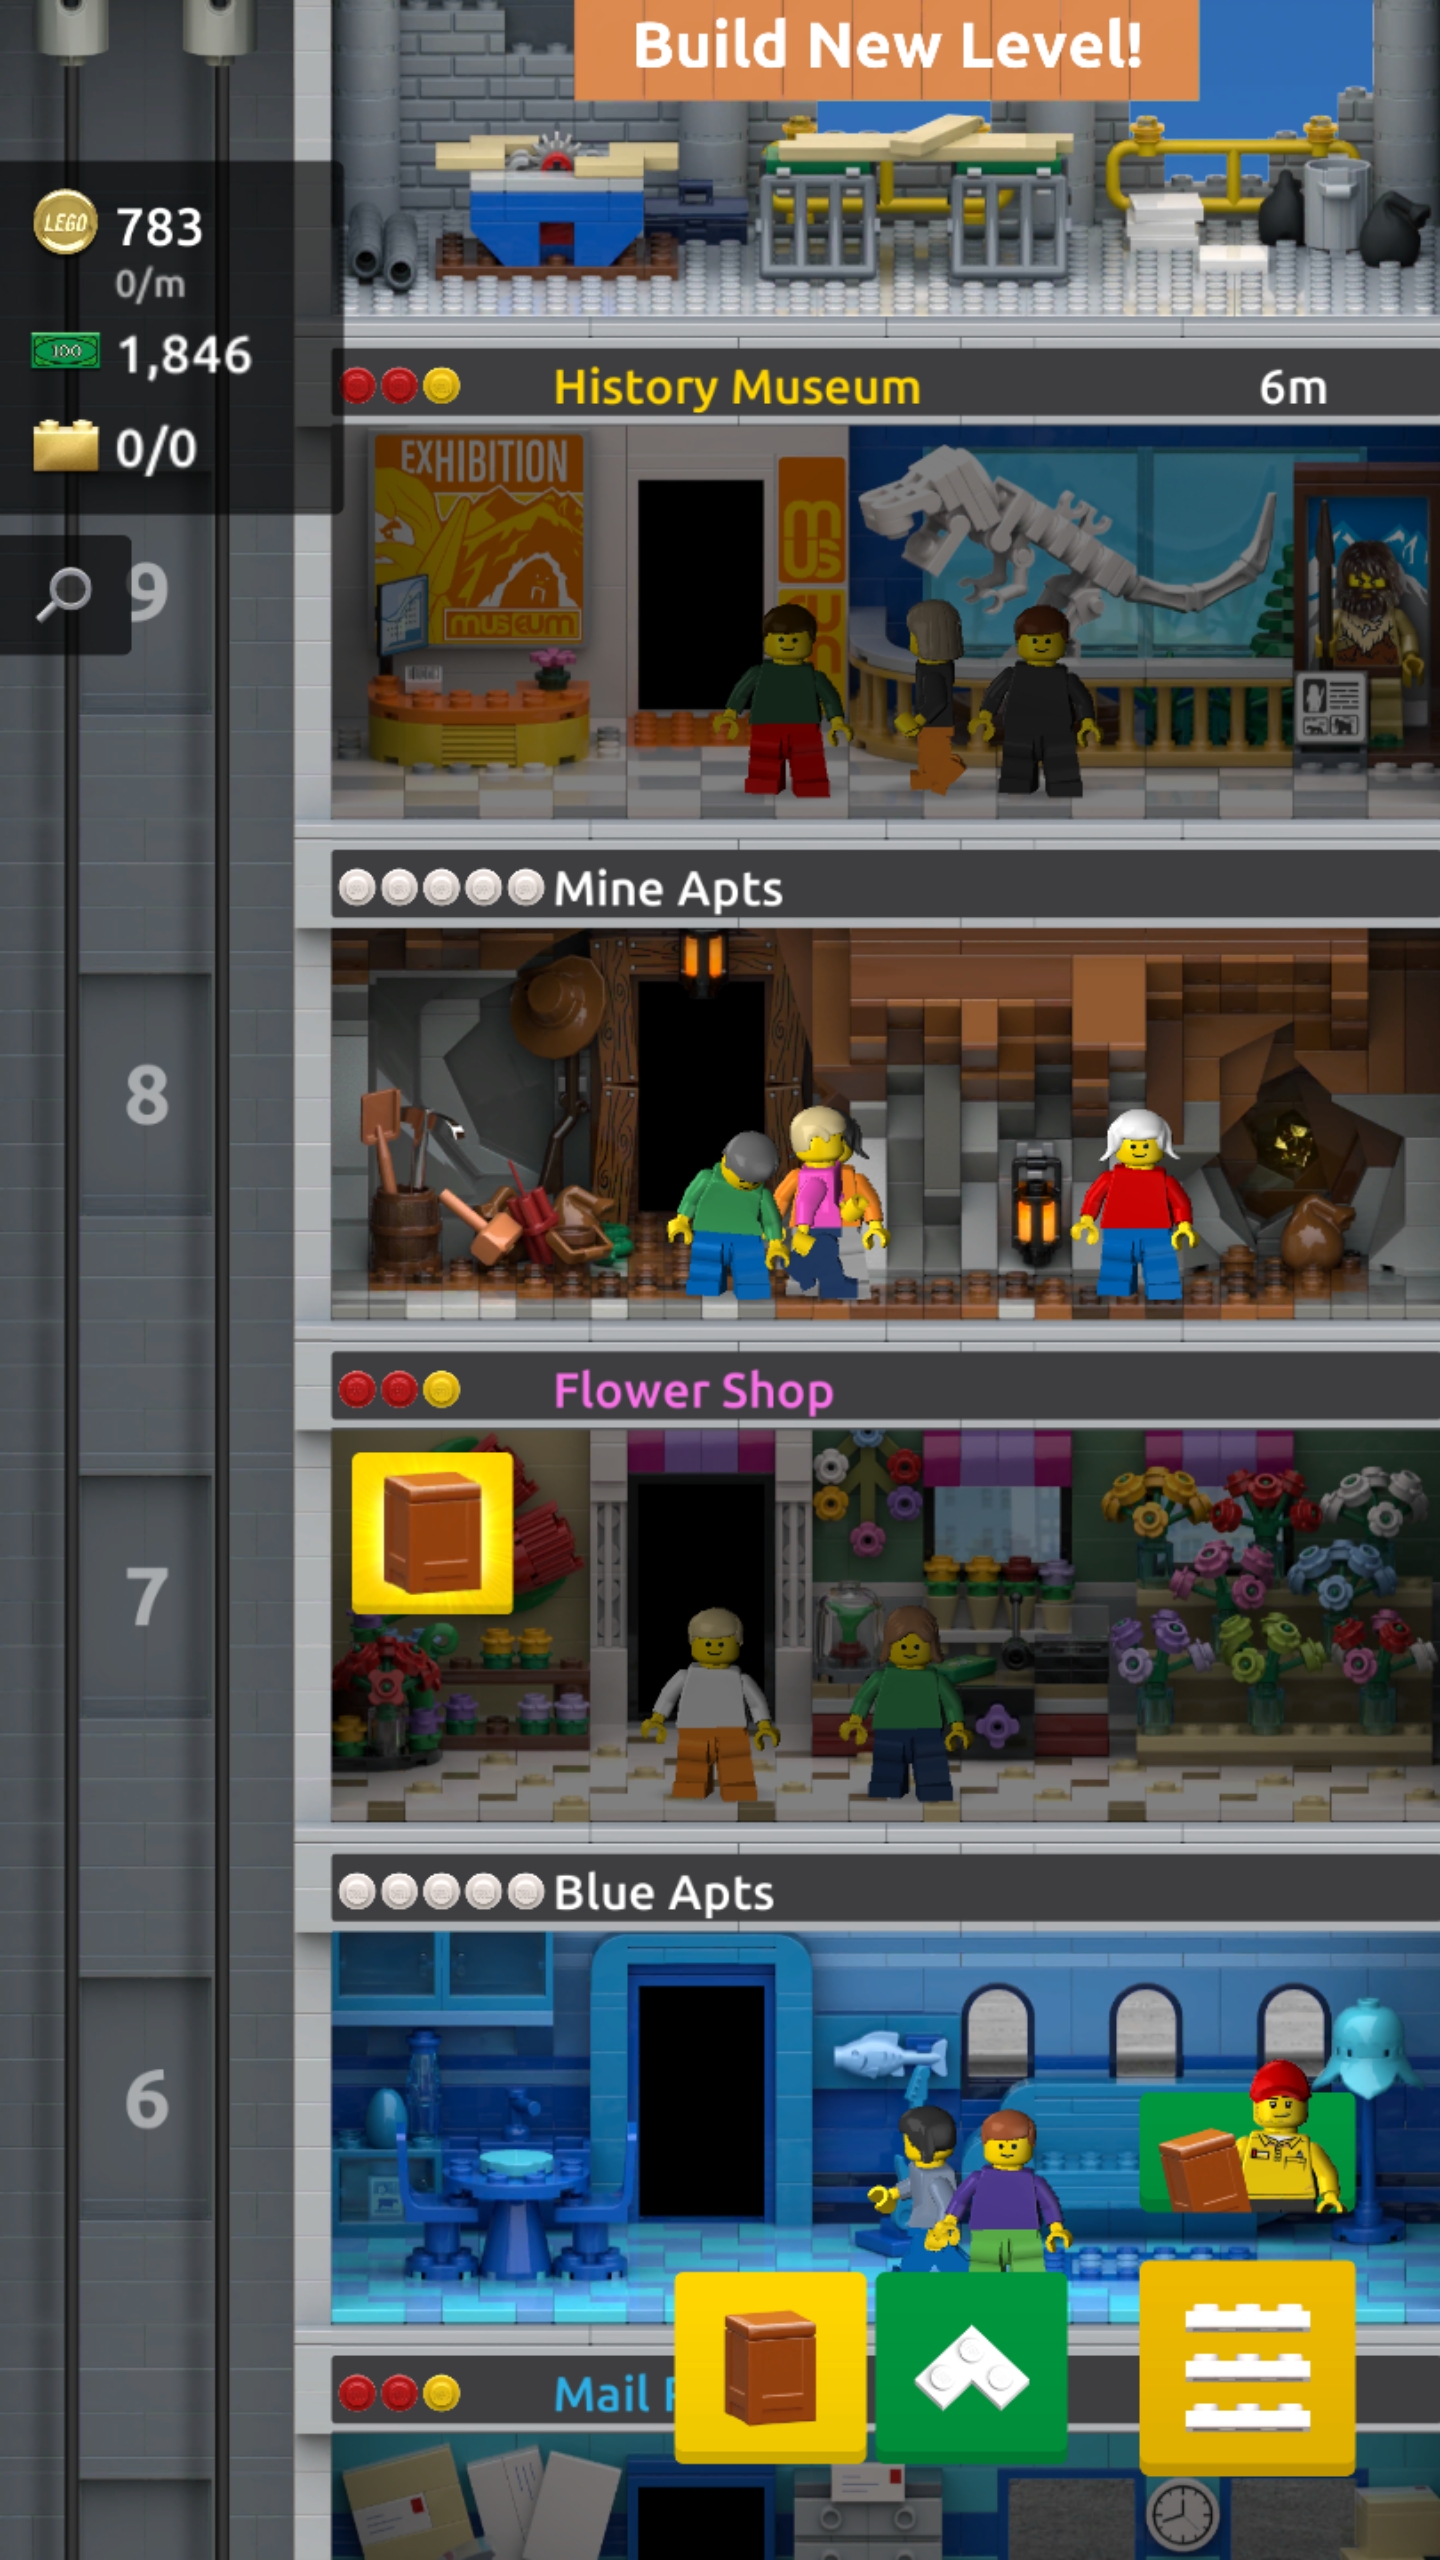 Build New Level!
LEGO 783
0/m
100 1,846
0/0
History Museum 6m
EXHIBITION
museum
mus
9
Mine Apts
8
Flower Shop
7
Blue Apts
6
Mail